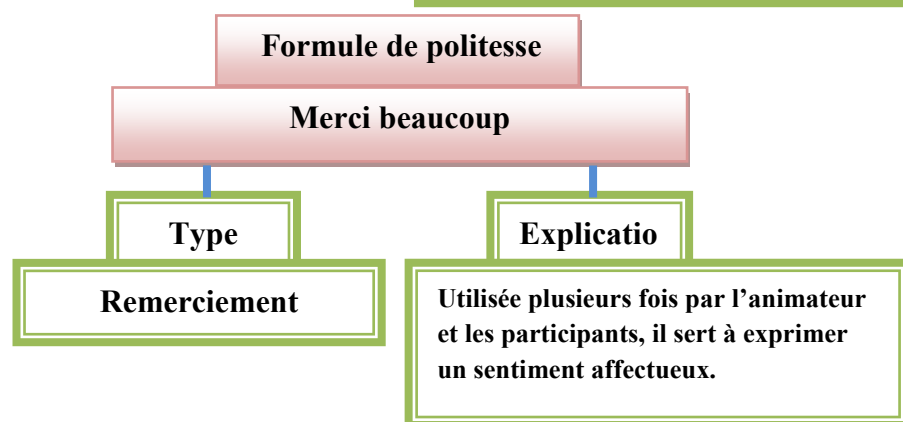 Formule de politesse
Merci beaucoup
Type
Remerciement
Explicatio
Utilisée plusieurs fois par l’animateur
et les participants, il sert à exprimer
un sentiment affectueux.